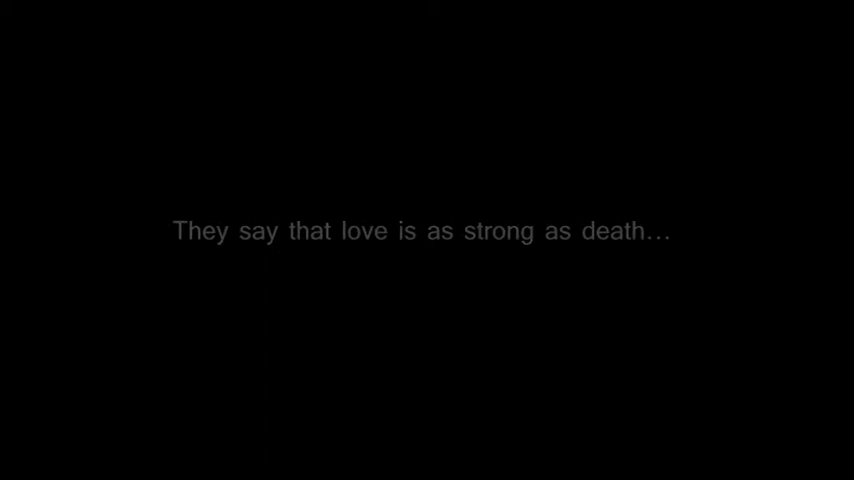 They say that love is as strong as death…